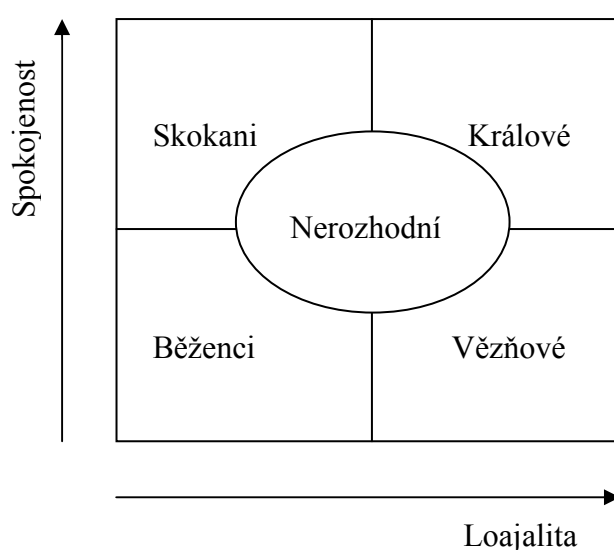 Spokojenost
Skokani
Králové
Nerozhodní
Běženci
Vězňové
Loajalita